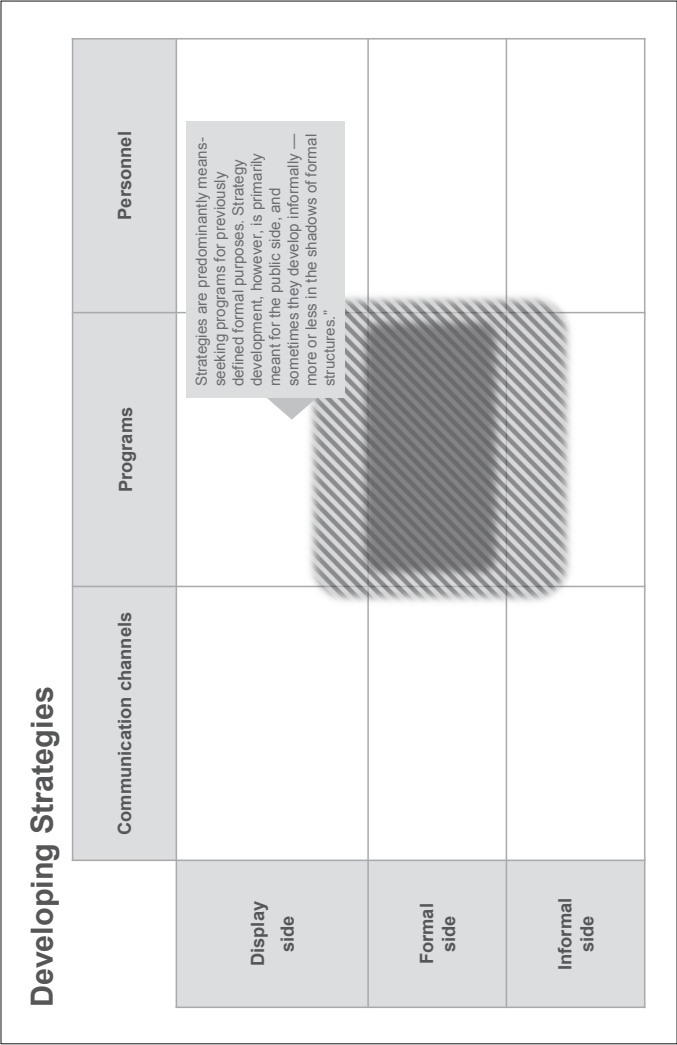 Developing Strategies
Communication channels
Programs
Personnel
Display
side
Strategies are predominantly means-
seeking programs for previously
defined formal purposes. Strategy
development, however, is primarily
meant for the public side, and
sometimes they develop informally —
more or less in the shadows of formal
structures."
Formal
side
Informal
side